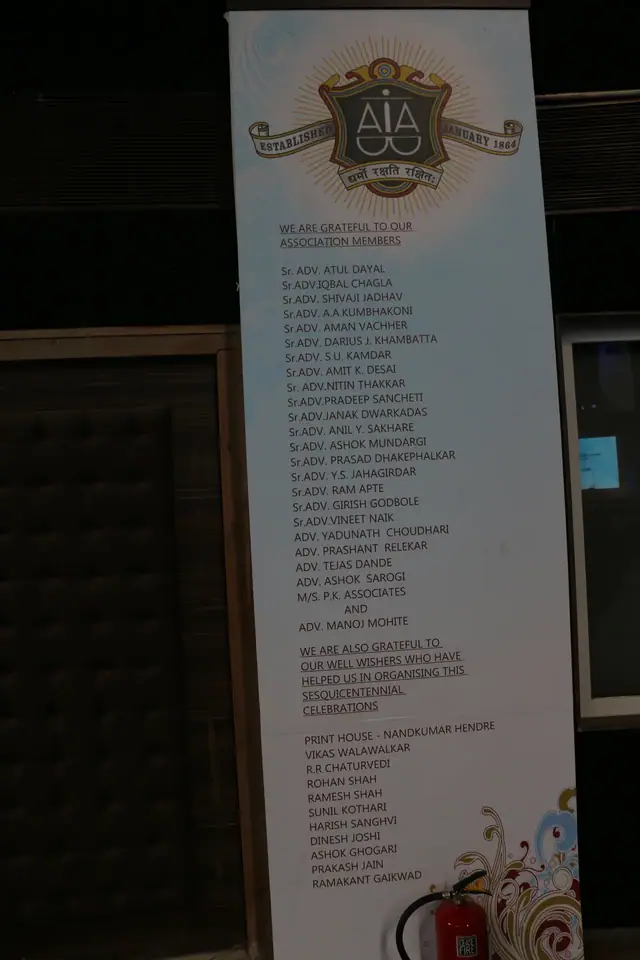 AIA
ESTABLISHED JANUARY 1864
धर्मो रक्षति रक्षितः
WE ARE GRATEFUL TO OUR
ASSOCIATION MEMBERS
Sr. ADV. ATUL DAYAL
Sr.ADV.IQBAL CHAGLA
Sr.ADV. SHIVAJI JADHAV
Sr.ADV. A.A.KUMBHAKONI
Sr.ADV. AMAN VACHHER
Sr.ADV. DARIUS J. KHAMBATTA
Sr.ADV. S.U. KAMDAR
Sr.ADV. AMIT K. DESAI
Sr. ADV.NITIN THAKKAR
Sr.ADV.PRADEEP SANCHETI
Sr.ADV.JANAK DWARKADAS
Sr.ADV. ANIL Y. SAKHARE
Sr.ADV. ASHOK MUNDARGI
Sr.ADV. PRASAD DHAKEPHALKAR
Sr.ADV. Y.S. JAHAGIRDAR
Sr.ADV. RAM APTE
Sr.ADV. GIRISH GODBOLE
Sr.ADV.VINEET NAIK
ADV. YADUNATH CHOUDHARI
ADV. PRASHANT RELEKAR
ADV. TEJAS DANDE
ADV. ASHOK SAROGI
M/S. P.K. ASSOCIATES
AND
ADV. MANOJ MOHITE
WE ARE ALSO GRATEFUL TO
OUR WELL WISHERS WHO HAVE
HELPED US IN ORGANISING THIS
SESQUICENTENNIAL
CELEBRATIONS
PRINT HOUSE - NANDKUMAR HENDRE
VIKAS WALAWALKAR
R.R CHATURVEDI
ROHAN SHAH
RAMESH SHAH
SUNIL KOTHARI
HARISH SANGHVI
DINESH JOSHI
ASHOK GHOGARI
PRAKASH JAIN
RAMAKANT GAIKWAD